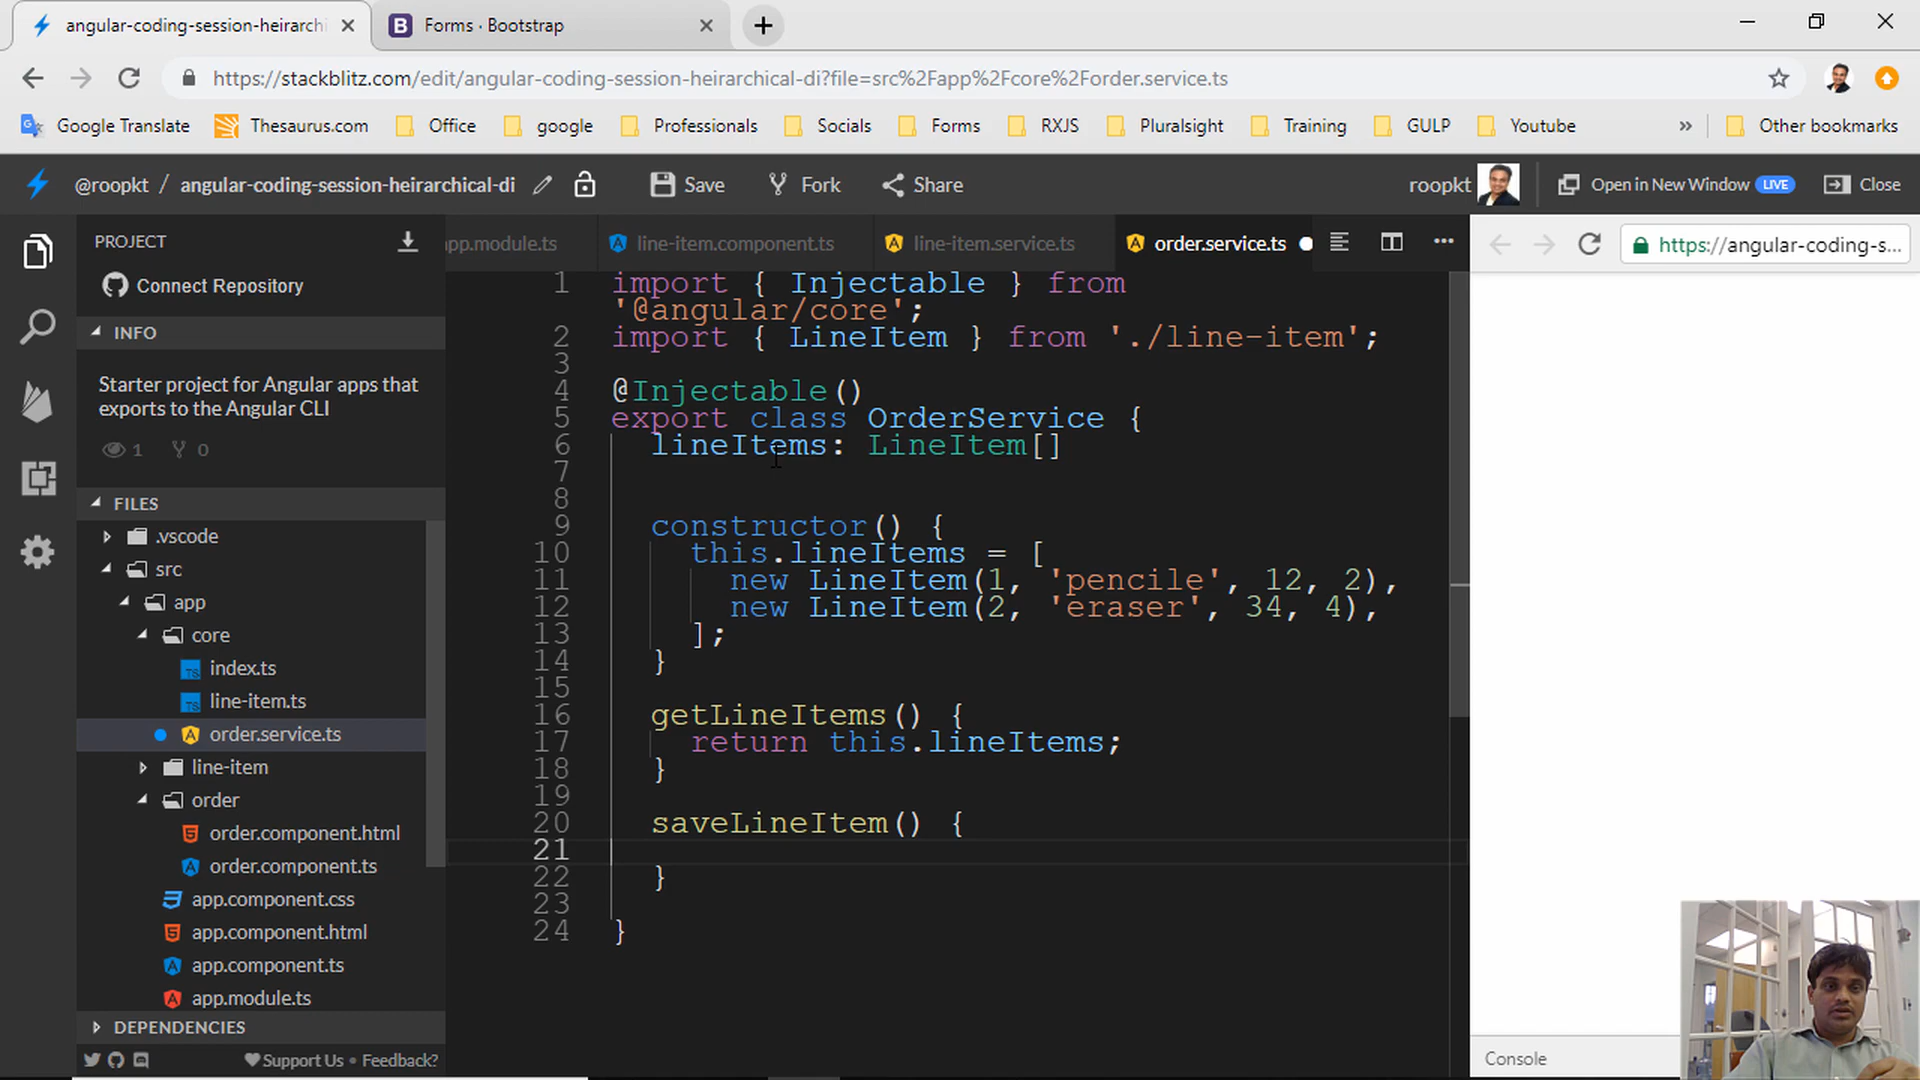 angular-coding-session-heirarchi
Forms · Bootstrap
https://stackblitz.com/edit/angular-coding-session-heirarchical-di?file=src%2Fapp%2Fcore%2Forder.service.ts
Google Translate
Thesaurus.com
Office
google
Professionals
Socials
Forms
RXJS
Pluralsight
Training
GULP
Youtube
»
Other bookmarks
@roopkt / angular-coding-session-heirarchical-di
Save
Fork
Share
roopkt
Open in New Window LIVE
Close
PROJECT
Connect Repository
INFO
Starter project for Angular apps that
exports to the Angular CLI
1
0
FILES
.vscode
src
app
core
index.ts
line-item.ts
order.service.ts
line-item
order
order.component.html
order.component.ts
app.component.css
app.component.html
app.component.ts
app.module.ts
DEPENDENCIES
Support Us • Feedback?
app.module.ts
line-item.component.ts
line-item.service.ts
order.service.ts
https://angular-coding-s...
1 import { Injectable } from
'@angular/core';
2 import { LineItem } from './line-item';
3
4 @Injectable()
5 export class OrderService {
6 lineItems: LineItem[]
7
8
9 constructor() {
10 this.lineItems = [
11 new LineItem(1, 'pencile', 12, 2),
12 new LineItem(2, 'eraser', 34, 4),
13 ];
14 }
15
16 getLineItems() {
17 return this.lineItems;
18 }
19
20 saveLineItem() {
21
22 }
23
24 }
Console